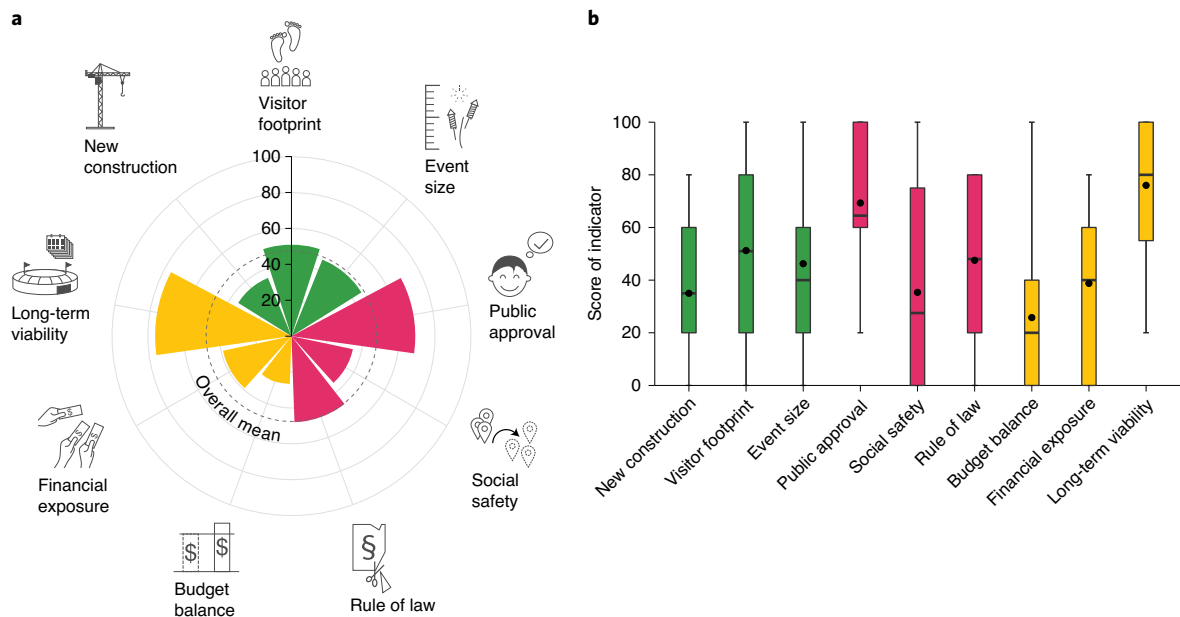 a
Visitor
footprint
New
construction
Event
size
100
80
60
40
20
Long-term
viability
Public
approval
Overall mean
Financial
exposure
$
$
$
Social
safety
$
$
Budget
balance
§
Rule of law
b
Score of indicator
100
80
60
40
20
0
New construction
Visitor footprint
Event size
Public approval
Social safety
Rule of law
Budget balance
Financial exposure
Long-term viability